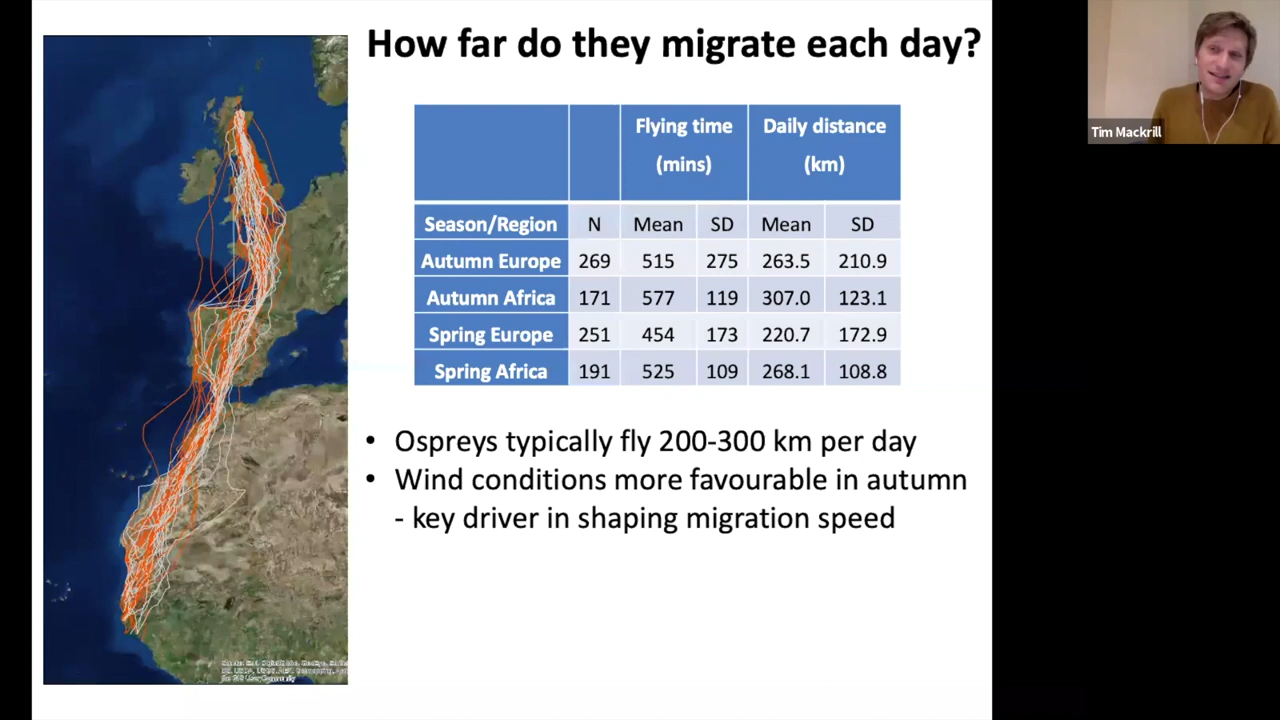 How far do they migrate each day?
Tim Mackrill
Flying time (mins) Daily distance (km)
Season/Region N Mean SD Mean SD
Autumn Europe 269 515 275 263.5 210.9
Autumn Africa 171 577 119 307.0 123.1
Spring Europe 251 454 173 220.7 172.9
Spring Africa 191 525 109 268.1 108.8
• Ospreys typically fly 200-300 km per day
• Wind conditions more favourable in autumn
- key driver in shaping migration speed